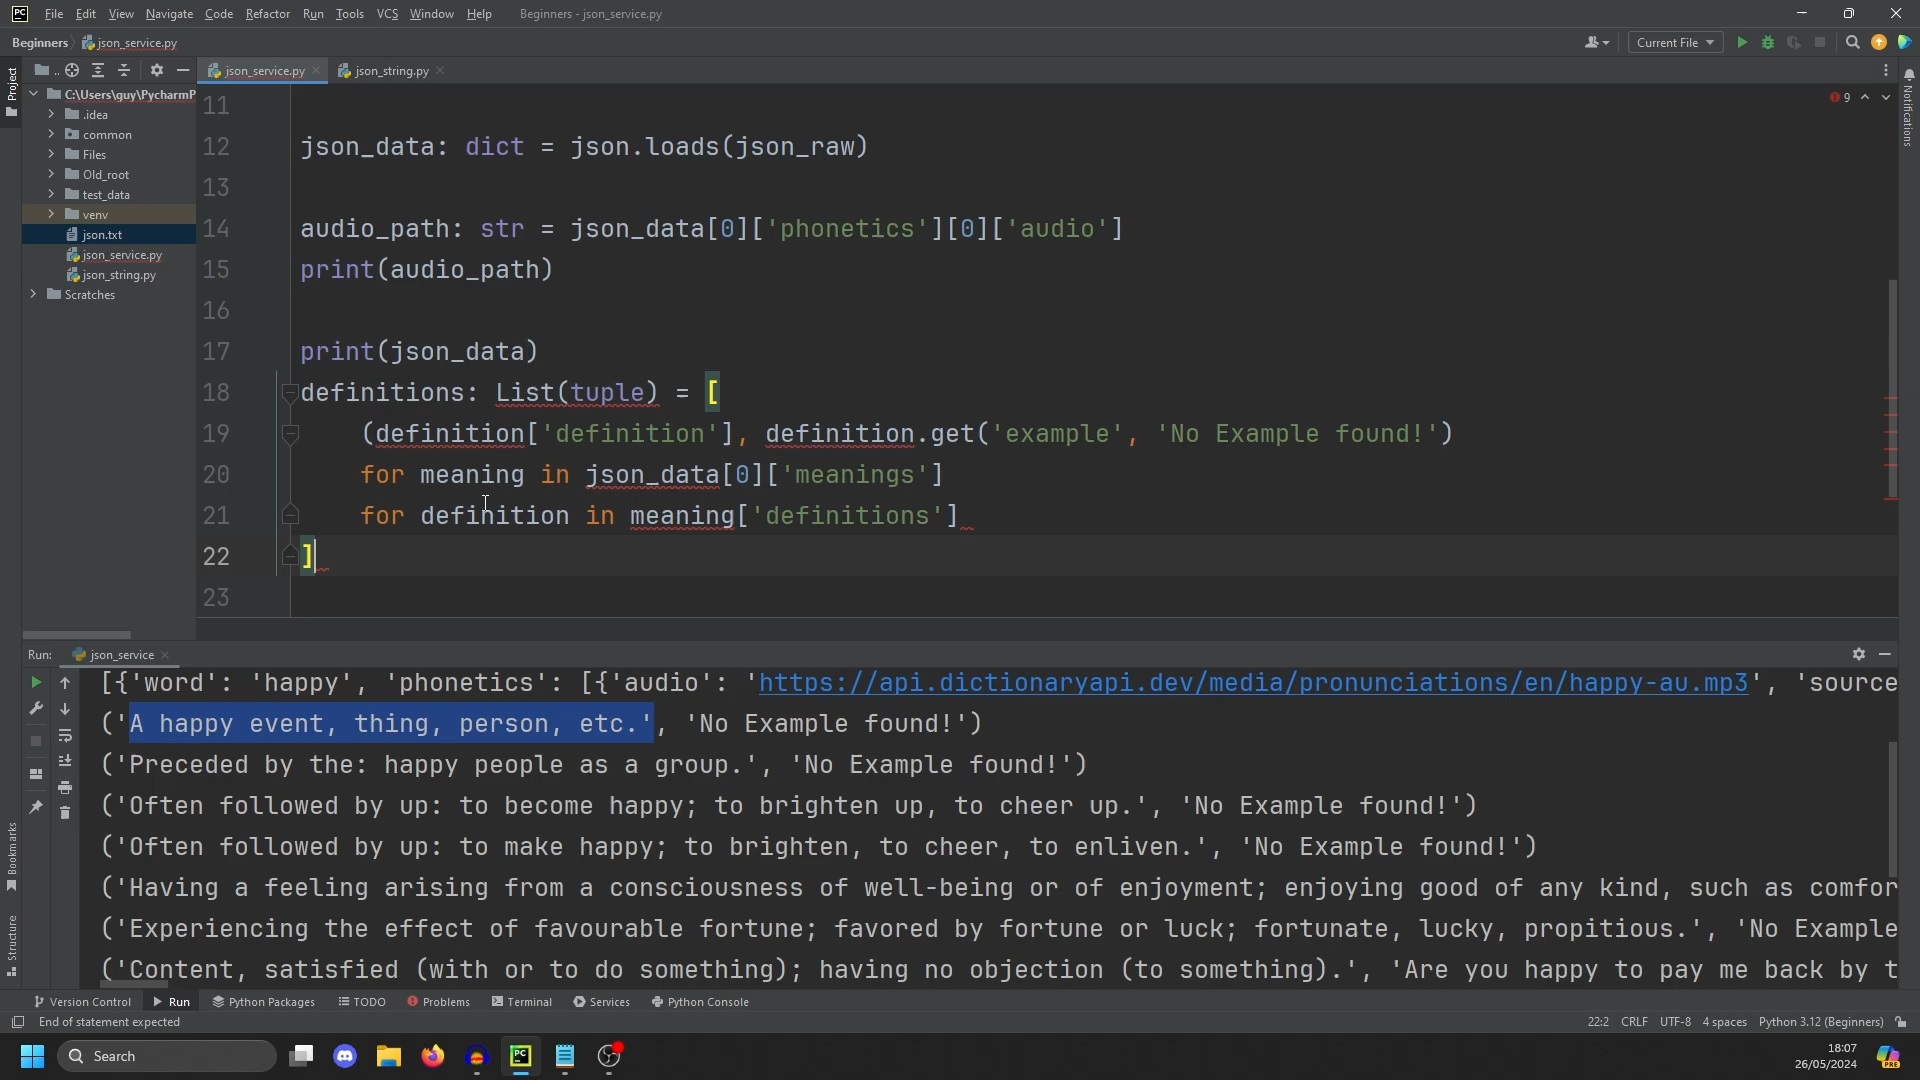 File Edit View Navigate Code Refactor Run Tools VCS Window Help Beginners - json_service.py
Beginners json_service.py Current File
Project .. json_service.py json_string.py
C:\Users\guy\PycharmP
.idea
common
Files
Old_root
test_data
venv
json.txt
json_service.py
json_string.py
Scratches
9
Notifications
11
12 json_data: dict = json.loads(json_raw)
13
14 audio_path: str = json_data[0]['phonetics'][0]['audio']
15 print(audio_path)
16
17 print(json_data)
18 definitions: List(tuple) = [
19 (definition['definition'], definition.get('example', 'No Example found!')
20 for meaning in json_data[0]['meanings']
21 for definition in meaning['definitions']
22 ]
23
Run: json_service
[{'word': 'happy', 'phonetics': [{'audio': 'https://api.dictionaryapi.dev/media/pronunciations/en/happy-au.mp3', 'source
('A happy event, thing, person, etc.', 'No Example found!')
('Preceded by the: happy people as a group.', 'No Example found!')
('Often followed by up: to become happy; to brighten up, to cheer up.', 'No Example found!')
('Often followed by up: to make happy; to brighten, to cheer, to enliven.', 'No Example found!')
('Having a feeling arising from a consciousness of well-being or of enjoyment; enjoying good of any kind, such as comfor
('Experiencing the effect of favourable fortune; favored by fortune or luck; fortunate, lucky, propitious.', 'No Example
('Content, satisfied (with or to do something); having no objection (to something).', 'Are you happy to pay me back by t
Bookmarks
Structure
Version Control Run Python Packages TODO Problems Terminal Services Python Console
End of statement expected 22:2 CRLF UTF-8 4 spaces Python 3.12 (Beginners)
Search
PC
PRE
18:07
26/05/2024